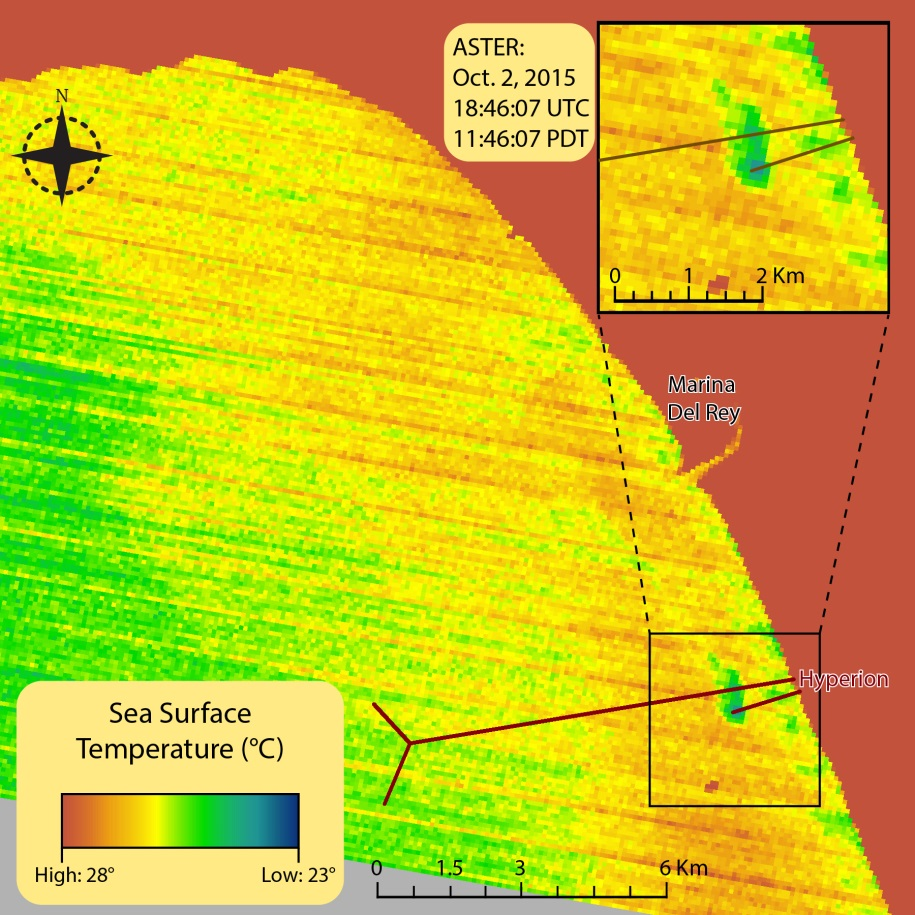 N
ASTER:
Oct. 2, 2015
18:46:07 UTC
11:46:07 PDT
0 1 2 Km
Marina
Del Rey
Hyperion
Sea Surface
Temperature (°C)
High: 28° Low: 23°
0 1.5 3 6 Km